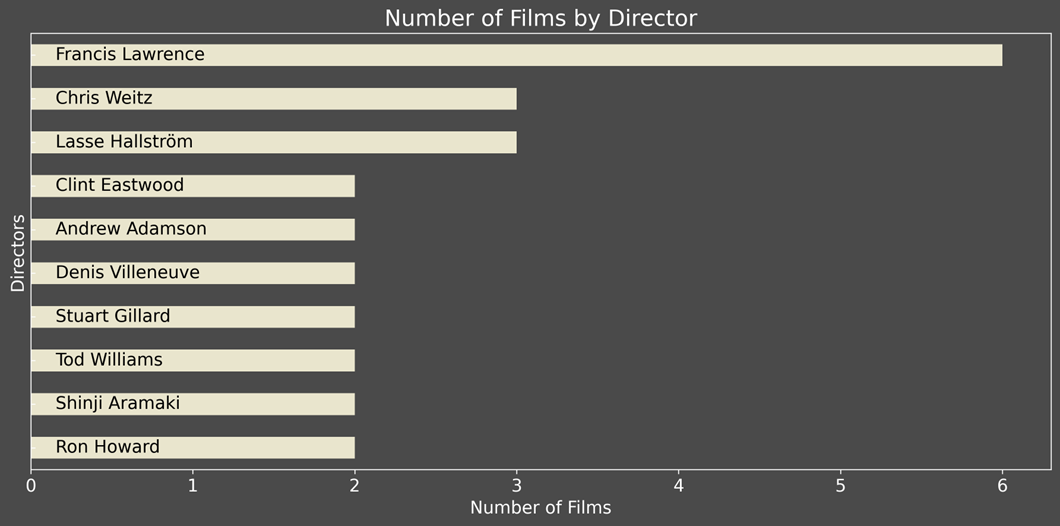 Number of Films by Director
Francis Lawrence
Chris Weitz
Lasse Hallström
Clint Eastwood
Andrew Adamson
Denis Villeneuve
Stuart Gillard
Tod Williams
Shinji Aramaki
Ron Howard
Directors
0 1 2 3 4 5 6
Number of Films